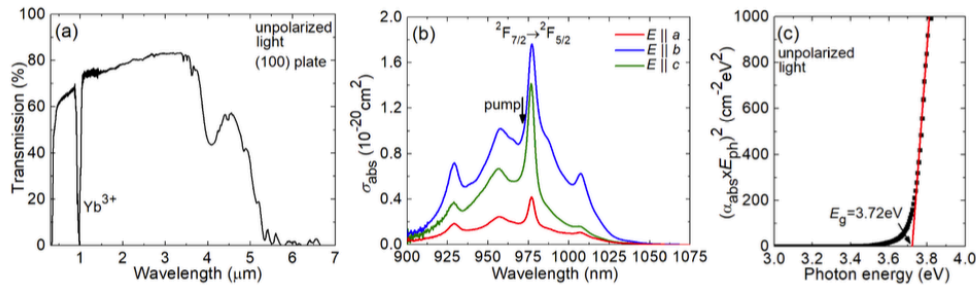 (a)
unpolarized
light
(100) plate
Transmission (%)
100
80
60
40
20
0
Yb3+
1 2 3 4 5 6 7
Wavelength (μm)
(b)
2F7/2→2F5/2
E || a
E || b
E || c
pump
σabs (10-20cm2)
2.0
1.6
1.2
0.8
0.4
0.0
900 925 950 975 1000 1025 1050 1075
Wavelength (nm)
(c)
unpolarized
light
(αabs×Eph)2 (cm-2eV2)
1000
800
600
400
200
0
Eg=3.72eV
3.0 3.2 3.4 3.6 3.8 4.0
Photon energy (eV)